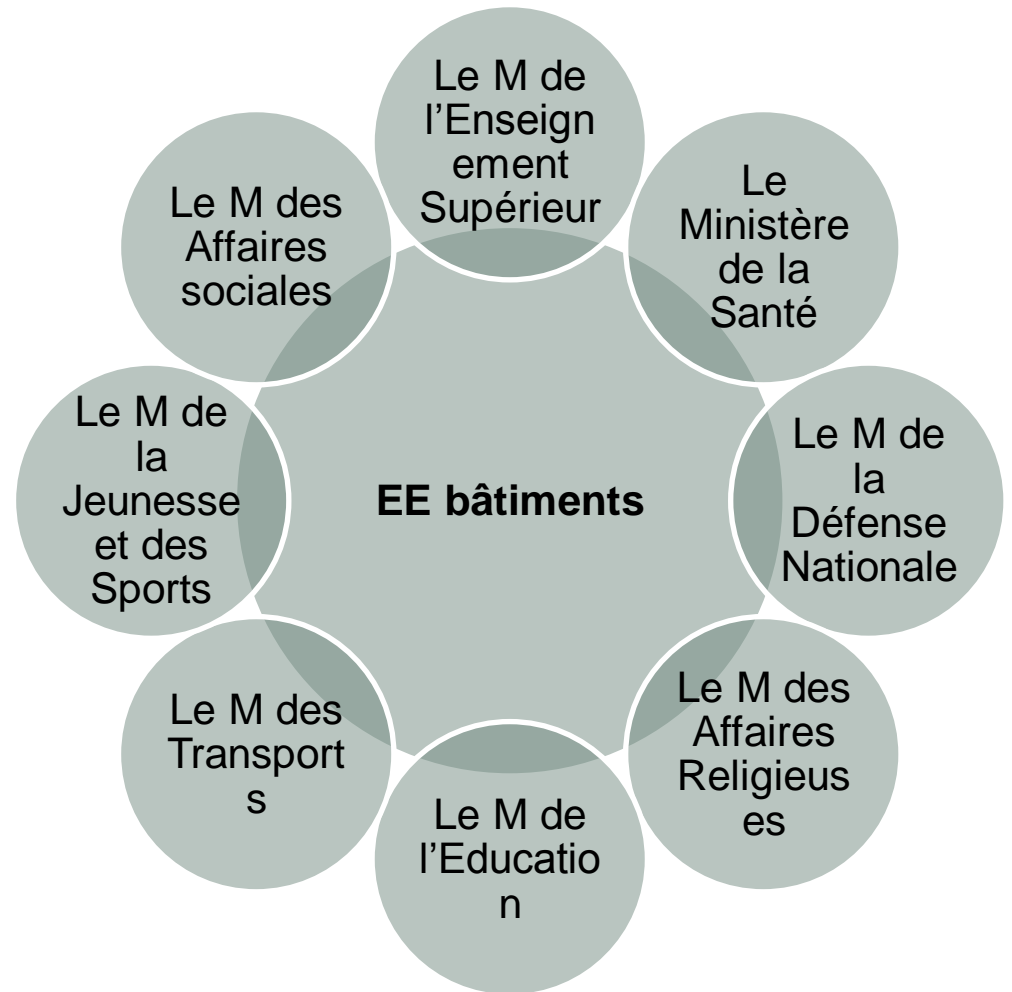 Le M de
l’Enseign
ement
Supérieur
Le
Ministère
de la
Santé
Le M de
la
Défense
Nationale
Le M des
Affaires
Religieus
es
Le M de
l’Educatio
n
Le M des
Transport
s
Le M de
la
Jeunesse
et des
Sports
Le M des
Affaires
sociales
EE bâtiments